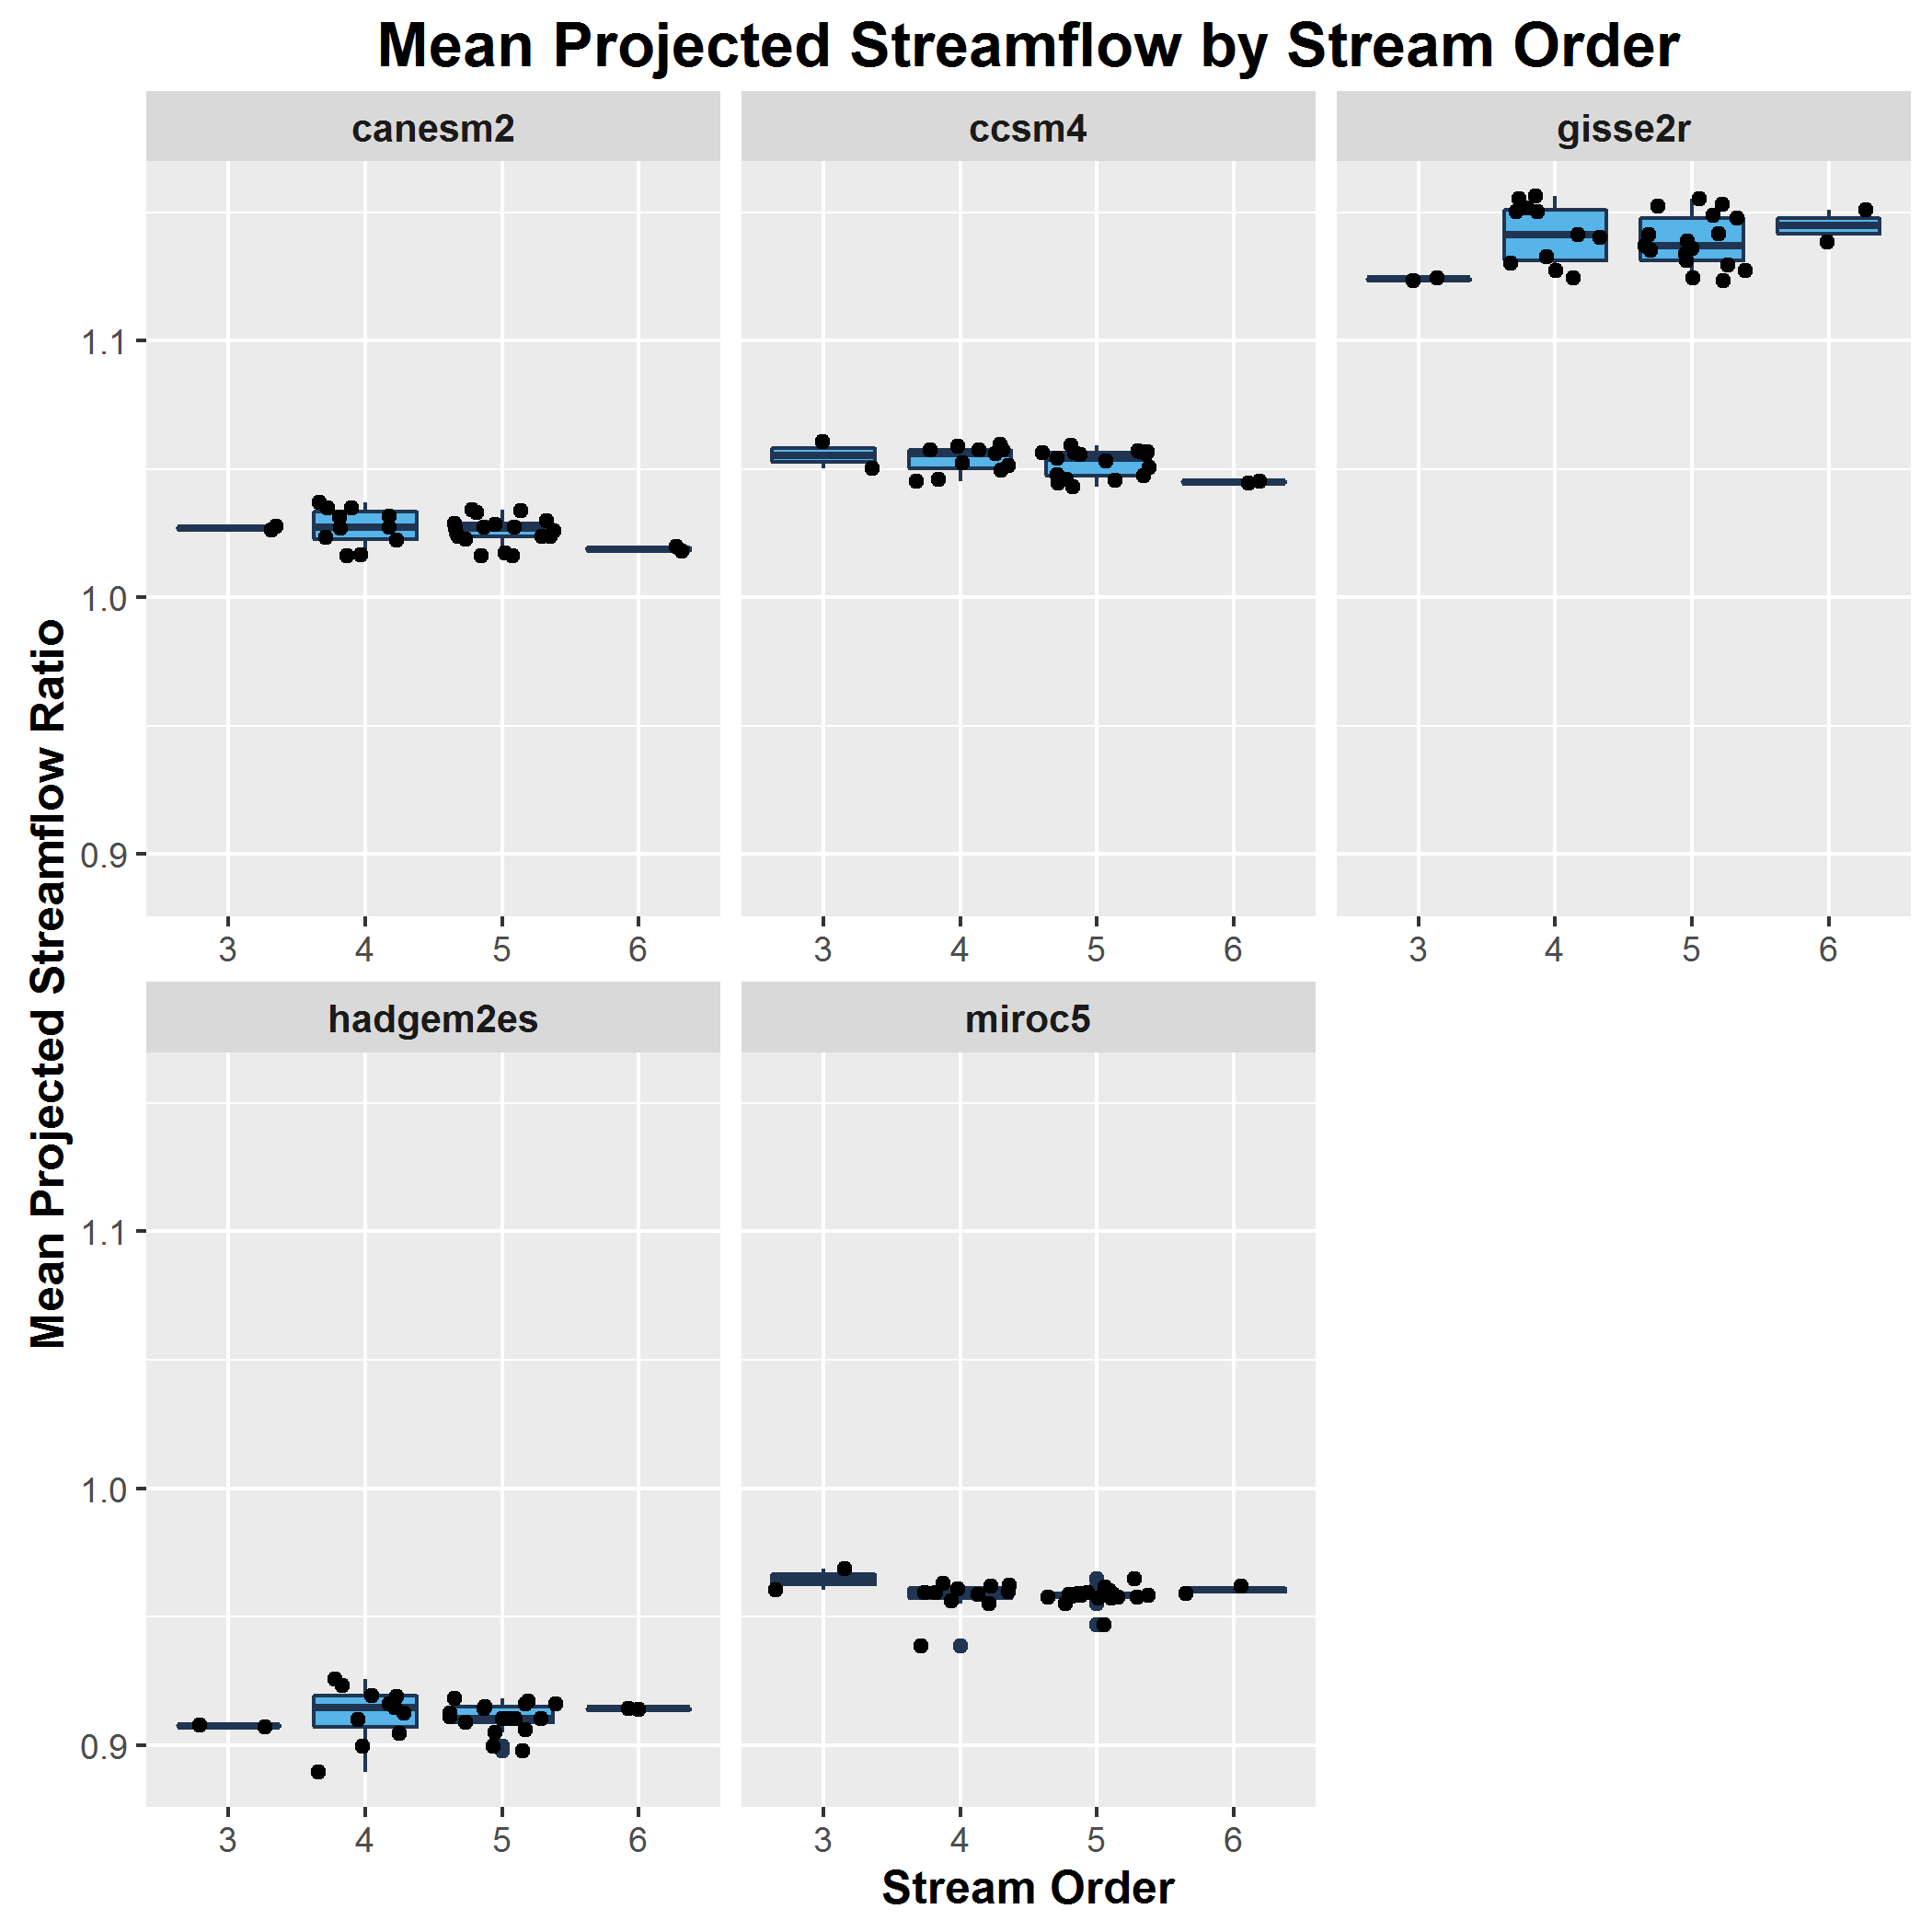 Mean Projected Streamflow by Stream Order
canesm2
ccsm4
gisse2r
Mean Projected Streamflow Ratio
1.1
1.0
0.9
3 4 5 6
3 4 5 6
3 4 5 6
hadgem2es
miroc5
1.1
1.0
0.9
3 4 5 6
3 4 5 6
Stream Order